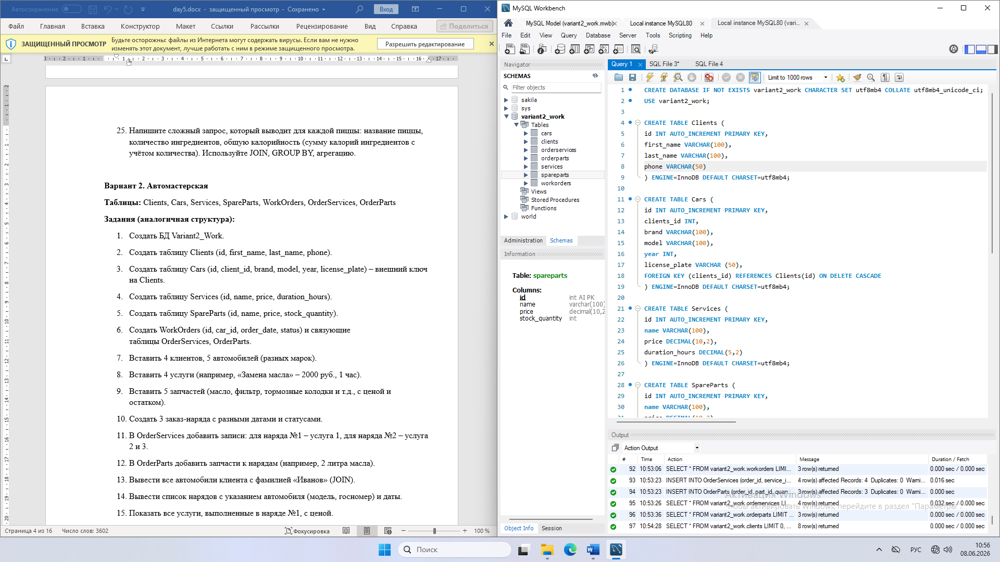 Автосохранение
day5.docx - защищенный просмотр - Сохранено
Вход
Файл Главная Вставка Конструктор Макет Ссылки Рассылки Рецензирование Вид Справка Поделиться
ЗАЩИЩЕННЫЙ ПРОСМОТР
Будьте осторожны: файлы из Интернета могут содержать вирусы. Если вам не нужно
изменять этот документ, лучше работать с ним в режиме защищенного просмотра.
Разрешить редактирование
25. Напишите сложный запрос, который выводит для каждой пиццы: название пиццы,
количество ингредиентов, общую калорийность (сумму калорий ингредиентов с
учётом количества). Используйте JOIN, GROUP BY, агрегацию.
Вариант 2. Автомастерская
Таблицы: Clients, Cars, Services, SpareParts, WorkOrders, OrderServices, OrderParts
Задания (аналогичная структура):
1. Создать БД Variant2_Work.
2. Создать таблицу Clients (id, first_name, last_name, phone).
3. Создать таблицу Cars (id, client_id, brand, model, year, license_plate) – внешний ключ
на Clients.
4. Создать таблицу Services (id, name, price, duration_hours).
5. Создать таблицу SpareParts (id, name, price, stock_quantity).
6. Создать WorkOrders (id, car_id, order_date, status) и связующие
таблицы OrderServices, OrderParts.
7. Вставить 4 клиентов, 5 автомобилей (разных марок).
8. Вставить 4 услуги (например, «Замена масла» – 2000 руб., 1 час).
9. Вставить 5 запчастей (масло, фильтр, тормозные колодки и т.д., с ценой и
остатком).
10. Создать 3 заказ-наряда с разными датами и статусами.
11. В OrderServices добавить записи: для наряда №1 – услуга 1, для наряда №2 – услуга
2 и 3.
12. В OrderParts добавить запчасти к нарядам (например, 2 литра масла).
13. Вывести все автомобили клиента с фамилией «Иванов» (JOIN).
14. Вывести список нарядов с указанием автомобиля (модель, госномер) и даты.
15. Показать все услуги, выполненные в наряде №1, с ценой.
Страница 4 из 16 Число слов: 3602
Фокусировка
100 %
MySQL Workbench
MySQL Model (variant2_work.mwb)
Local instance MySQL80
Local instance MySQL80 (vari...
File Edit View Query Database Server Tools Scripting Help
Navigator
SCHEMAS
Filter objects
sakila
sys
variant2_work
Tables
cars
clients
orderservices
orderparts
services
spareparts
workorders
Views
Stored Procedures
Functions
world
Administration Schemas
Information
Table: spareparts
Columns:
id int AI PK
name varchar(100)
price decimal(10,2
stock_quantity int
Object Info Session
Query 1 SQL File 3* SQL File 4
Limit to 1000 rows
1 CREATE DATABASE IF NOT EXISTS variant2_work CHARACTER SET utf8mb4 COLLATE utf8mb4_unicode_ci;
2 USE variant2_work;
3
4 CREATE TABLE Clients (
5 id INT AUTO_INCREMENT PRIMARY KEY,
6 first_name VARCHAR(100),
7 last_name VARCHAR(100),
8 phone VARCHAR(50)
9 ) ENGINE=InnoDB DEFAULT CHARSET=utf8mb4;
10
11 CREATE TABLE Cars (
12 id INT AUTO_INCREMENT PRIMARY KEY,
13 clients_id INT,
14 brand VARCHAR(100),
15 model VARCHAR(100),
16 year INT,
17 license_plate VARCHAR (50),
18 FOREIGN KEY (clients_id) REFERENCES Clients(id) ON DELETE CASCADE
19 ) ENGINE=InnoDB DEFAULT CHARSET=utf8mb4;
20
21 CREATE TABLE Services (
22 id INT AUTO_INCREMENT PRIMARY KEY,
23 name VARCHAR(100),
24 price DECIMAL(10,2),
25 duration_hours DECIMAL(5,2)
26 ) ENGINE=InnoDB DEFAULT CHARSET=utf8mb4;
27
28 CREATE TABLE SpareParts (
29 id INT AUTO_INCREMENT PRIMARY KEY,
30 name VARCHAR(100),
Output
Action Output
# Time Action Message Duration / Fetch
92 10:53:06 SELECT * FROM variant2_work.workorders LIMI... 3 row(s) returned 0.000 sec / 0.000 sec
93 10:53:23 INSERT INTO OrderServices (order_id, service_i... 4 row(s) affected Records: 4 Duplicates: 0 Warni... 0.016 sec
94 10:53:23 INSERT INTO OrderParts (order_id, part_id, quan... 3 row(s) affected Records: 3 Duplicates: 0 Warni... 0.000 sec
95 10:53:26 SELECT * FROM variant2_work.orderservices LI... 4 row(s) returned 0.032 sec / 0.000 sec
96 10:53:36 SELECT * FROM variant2_work.orderparts LIMIT ... 3 row(s) returned 0.000 sec / 0.000 sec
97 10:54:28 SELECT * FROM variant2_work.clients LIMIT 0, ... 8 row(s) returned 0.000 sec / 0.000 sec
Активация Windows
Чтобы активировать Windows, перейдите в раздел "Параметры".
Поиск
РУС
10:56
08.06.2026